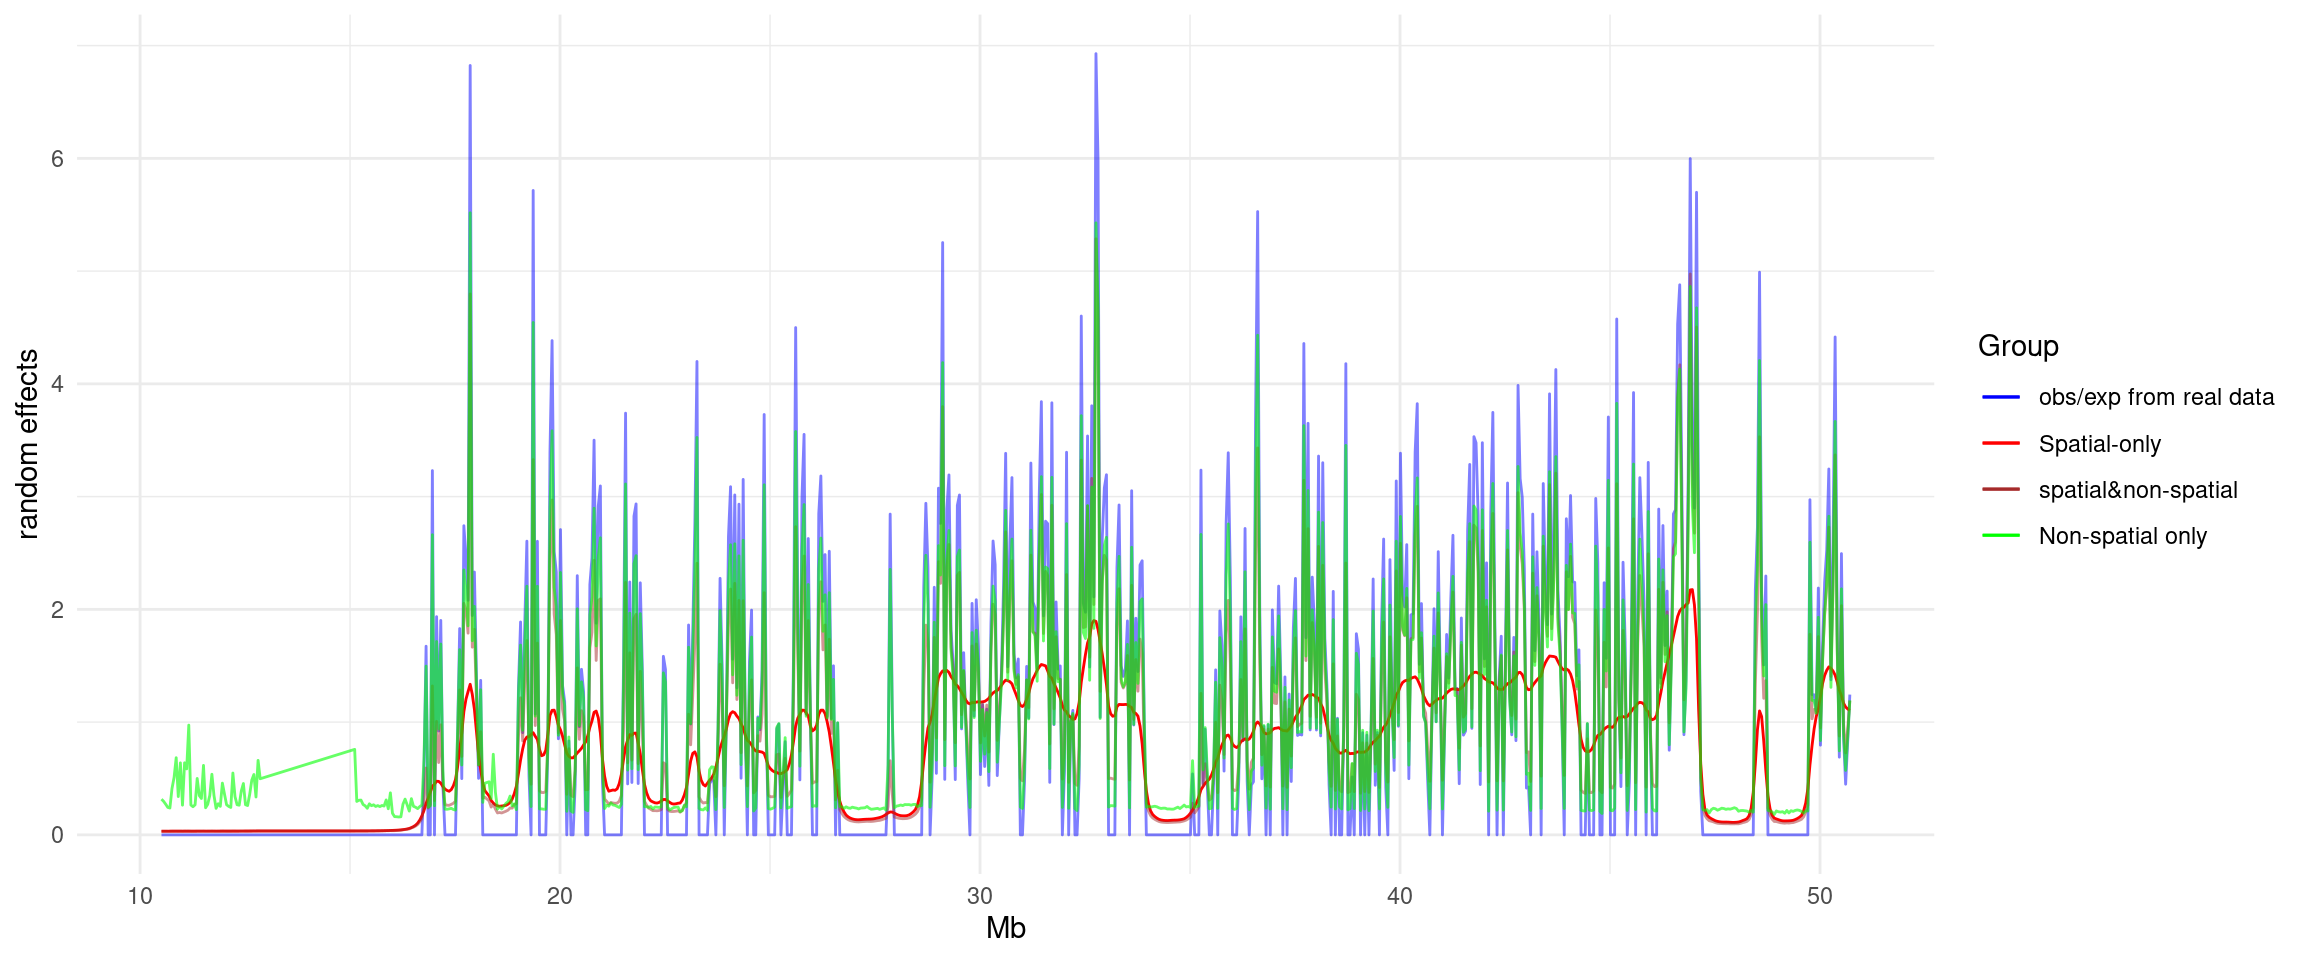 6
4
2
0
random effects
10
20
30
40
50
Mb
Group
obs/exp from real data
Spatial-only
spatial&non-spatial
Non-spatial only